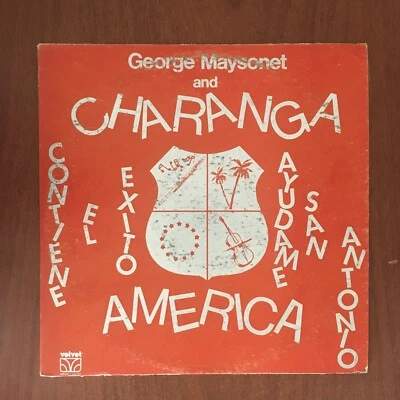 George Maysonet
and
CHARANGA
CONTIENE
EL
EXITO
AYUDAME
SAN
ANTONIO
AMERICA
velvet